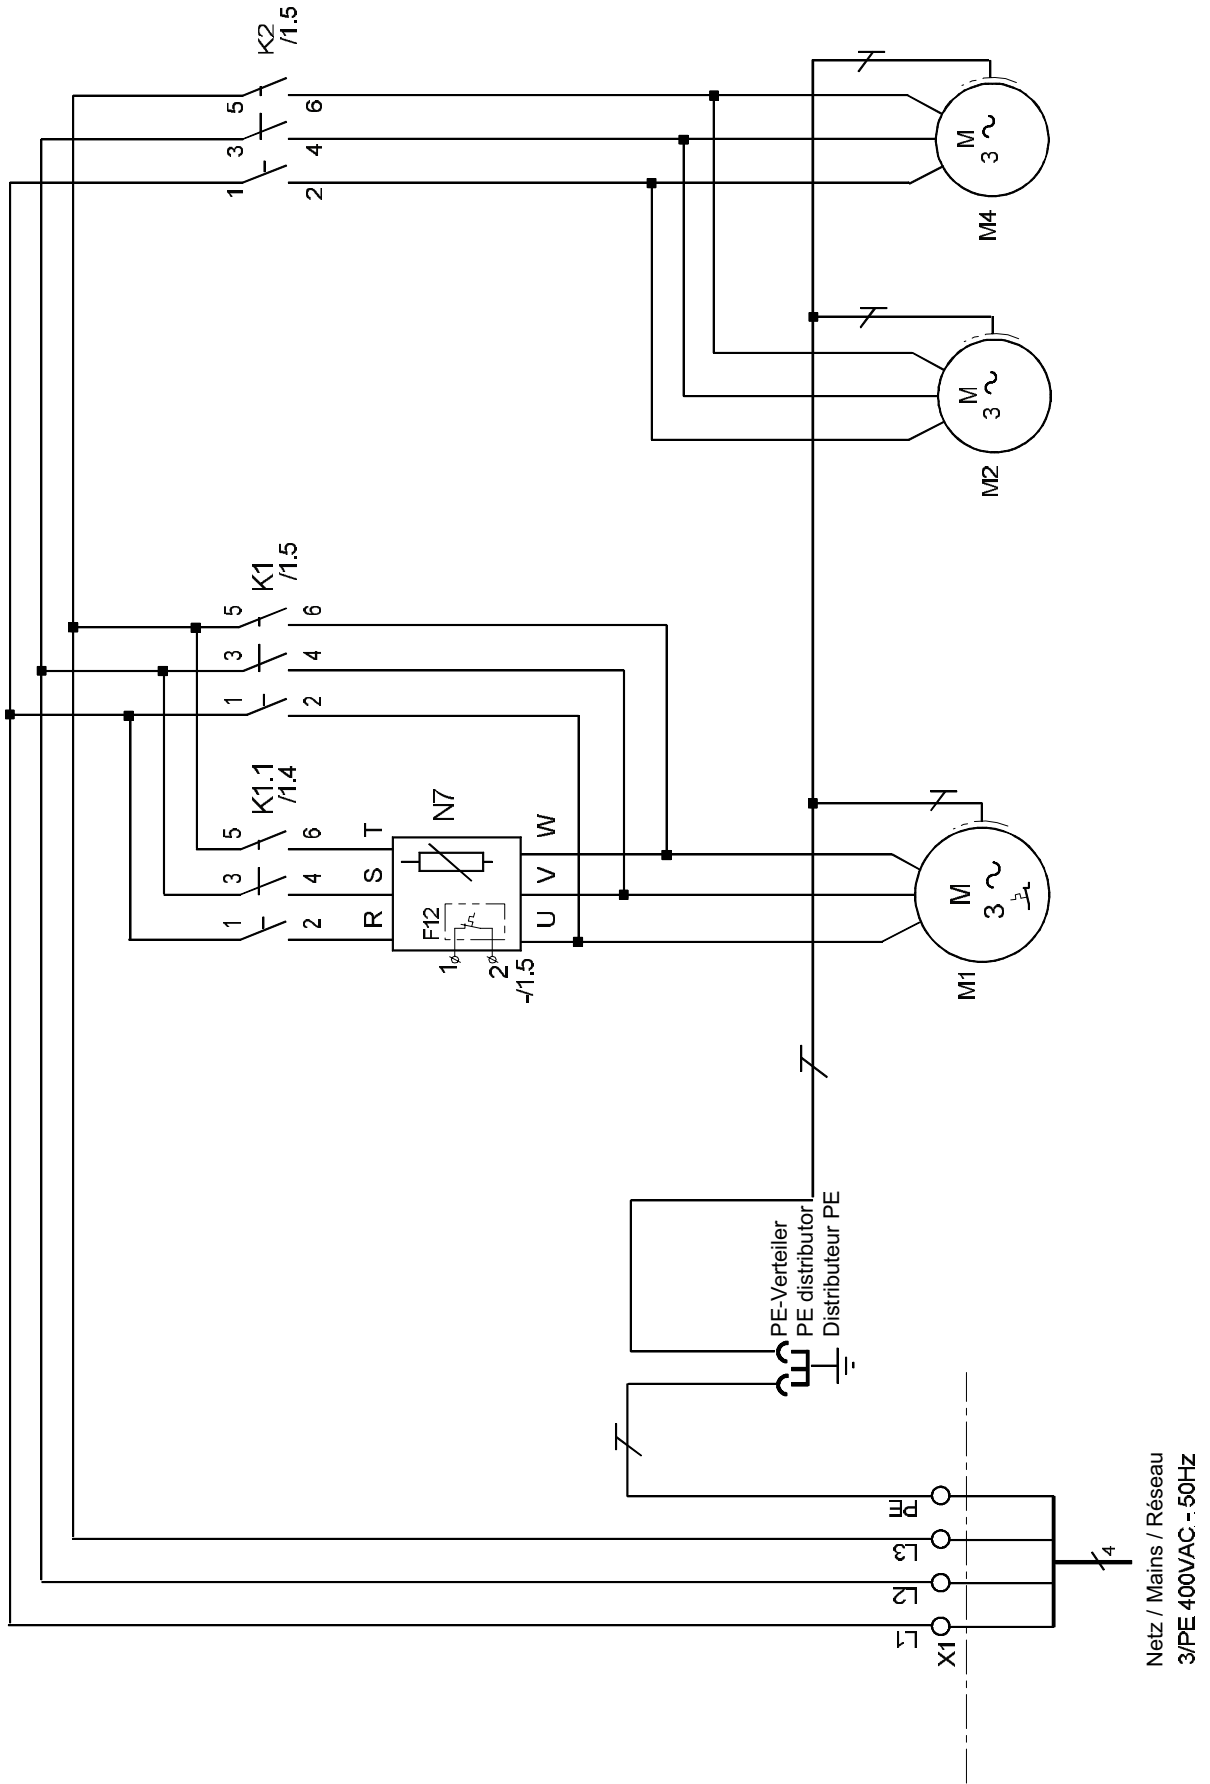 L1
L2
L3
PE
X1
4
Netz / Mains / Réseau
3/PE 400VAC - 50Hz
PE-Verteiler
PE distributor
Distributeur PE
K1.1
/1.4
1
3
5
2
4
6
R
S
T
N7
F12
1
2
-/1.5
U
V
W
M
3
M1
K1
/1.5
1
3
5
2
4
6
M
3
M2
K2
/1.5
1
3
5
2
4
6
M
3
M4